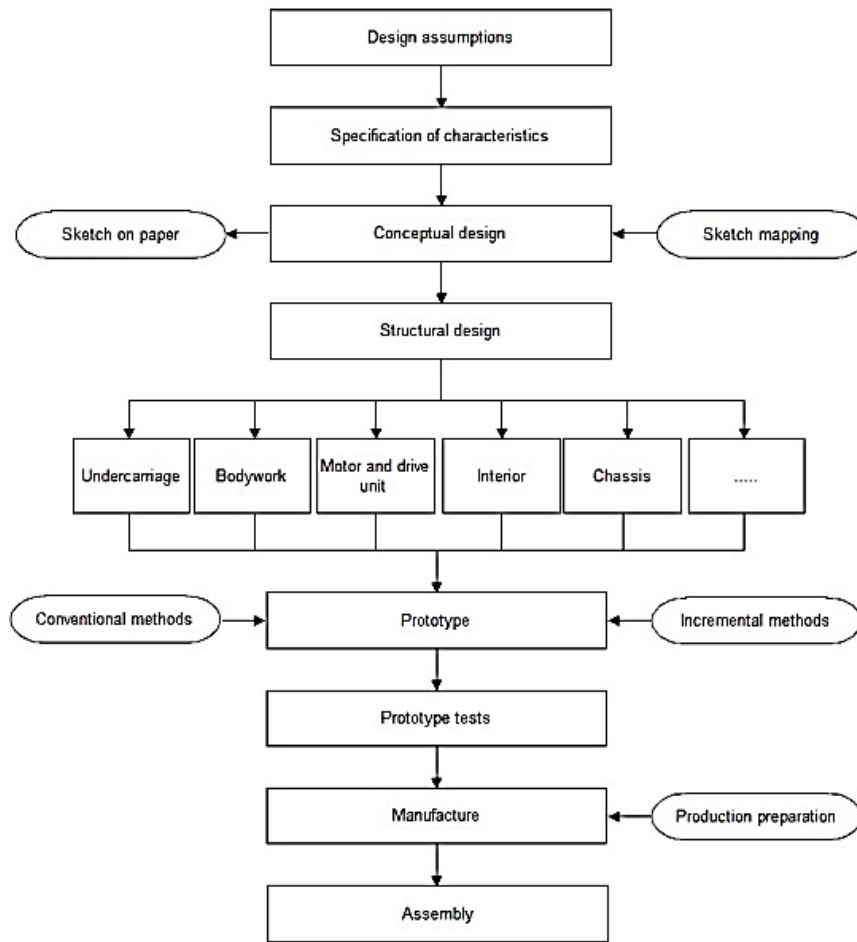 Design assumptions
Specification of characteristics
Sketch on paper
Conceptual design
Sketch mapping
Structural design
Undercarriage
Bodywork
Motor and drive
unit
Interior
Chassis
.....
Conventional methods
Prototype
Incremental methods
Prototype tests
Manufacture
Production preparation
Assembly